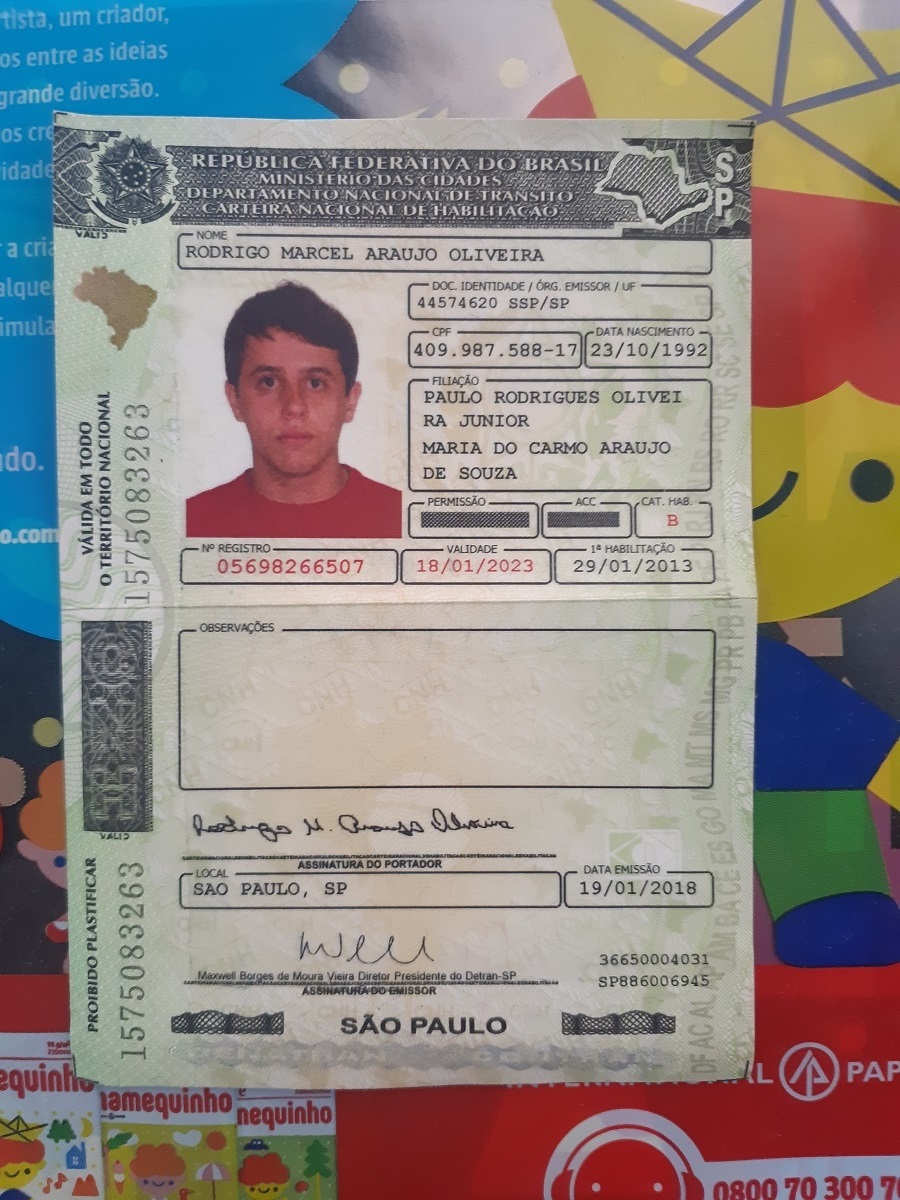 rtista, um criador,
os entre as ideias
grande diversão.
os cre
ridade
a cria
alque
imula
do.
o.com
REPÚBLICA FEDERATIVA DO BRASIL
MINISTÉRIO DAS CIDADES
DEPARTAMENTO NACIONAL DE TRÂNSITO
CARTEIRA NACIONAL DE HABILITAÇÃO
SP
NOME
RODRIGO MARCEL ARAUJO OLIVEIRA
DOC. IDENTIDADE / ÓRG. EMISSOR / UF
44574620 SSP/SP
CPF
409.987.588-17
DATA NASCIMENTO
23/10/1992
FILIAÇÃO
PAULO RODRIGUES OLIVEI
RA JUNIOR
MARIA DO CARMO ARAUJO
DE SOUZA
PERMISSÃO
ACC
CAT. HAB.
B
Nº REGISTRO
05698266507
VALIDADE
18/01/2023
1ª HABILITAÇÃO
29/01/2013
VÁLIDA EM TODO
O TERRITÓRIO NACIONAL
1575083263
OBSERVAÇÕES
Rodrigo M. Araujo Oliveira
ASSINATURA DO PORTADOR
LOCAL
SAO PAULO, SP
DATA EMISSÃO
19/01/2018
Maxwell Borges de Moura Vieira Diretor Presidente do Detran-SP
ASSINATURA DO EMISSOR
36650004031
SP886006945
SÃO PAULO
PROIBIDO PLASTIFICAR
1575083263
INTERNATIONAL PAP
equinho
hamequinho
nequinho
0800 70 300 70